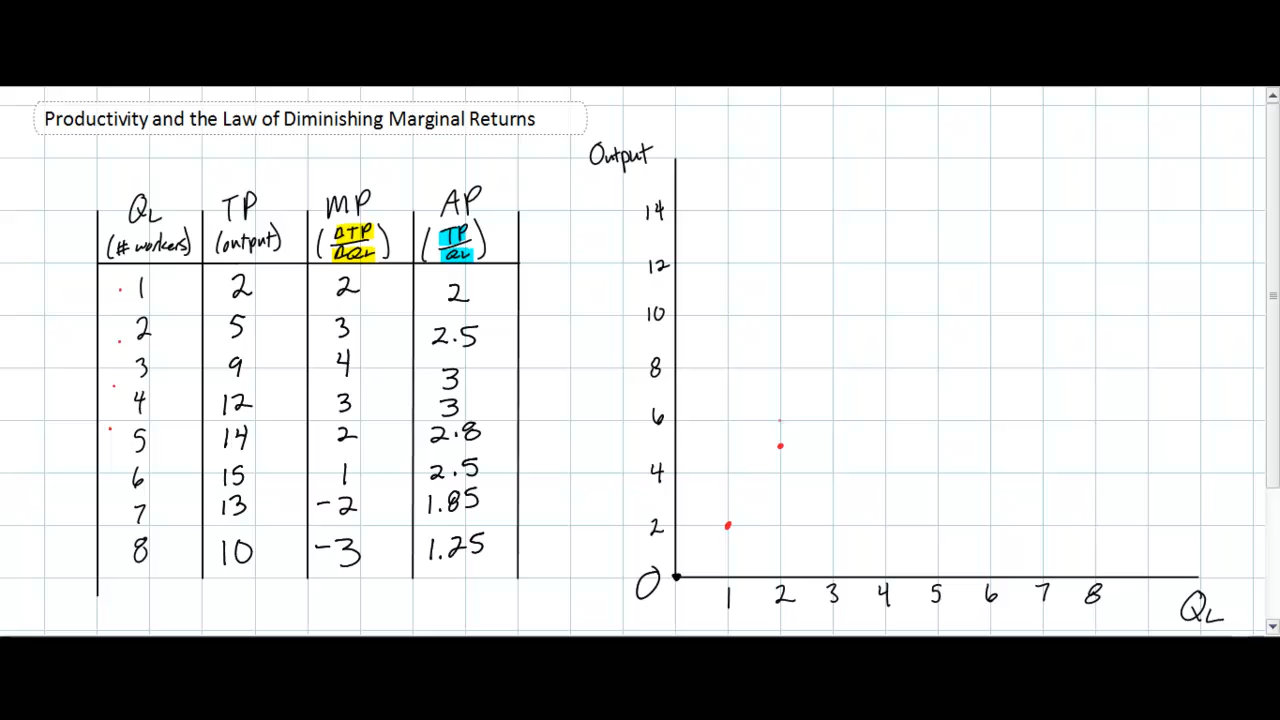 Productivity and the Law of Diminishing Marginal Returns
QL TP MP AP
(# workers) (output) (ΔTP/ΔQL) (TP/QL)
1 2 2 2
2 5 3 2.5
3 9 4 3
4 12 3 3
5 14 2 2.8
6 15 1 2.5
7 13 -2 1.85
8 10 -3 1.25
Output
14
12
10
8
6
4
2
0
1 2 3 4 5 6 7 8
QL